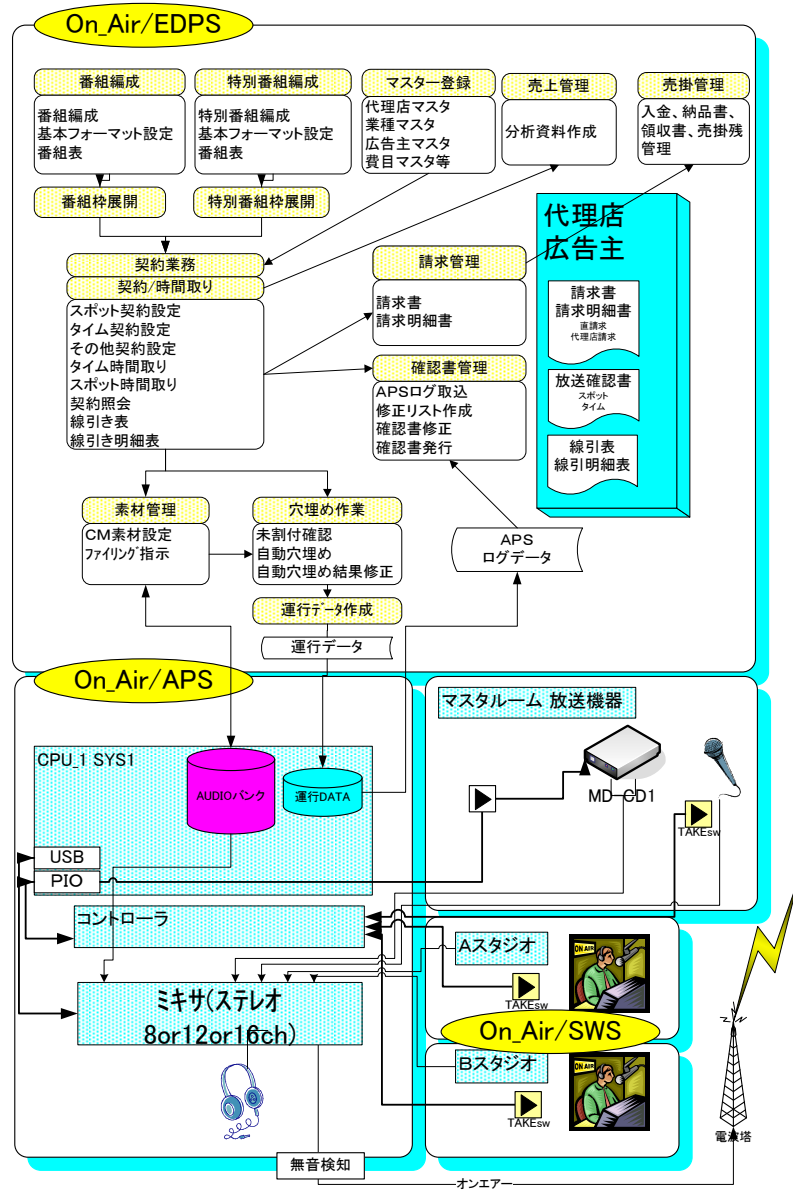 On_Air/EDPS
番組編成
番組編成
基本フォーマット設定
番組表
特別番組編成
特別番組編成
基本フォーマット設定
番組表
マスター登録
代理店マスタ
業種マスタ
広告主マスタ
費目マスタ等
売上管理
分析資料作成
売掛管理
入金、納品書、
領収書、売掛残
管理
番組枠展開
特別番組枠展開
契約業務
契約/時間取り
スポット契約設定
タイム契約設定
その他契約設定
タイム時間取り
スポット時間取り
契約照会
線引き表
線引き明細表
請求管理
請求書
請求明細書
確認書管理
APSログ取込
修正リスト作成
確認書修正
確認書発行
代理店
広告主
請求書
請求明細書
直請求
代理店請求
放送確認書
スポット
タイム
線引表
線引明細表
素材管理
CM素材設定
ファイリング指示
穴埋め作業
未割付確認
自動穴埋め
自動穴埋め結果修正
運行データ作成
運行データ
APS
ログデータ
On_Air/APS
CPU_1 SYS1
AUDIOバンク
運行DATA
USB
PIO
コントローラ
ミキサ(ステレオ
8or12or16ch)
無音検知
マスタルーム 放送機器
MD CD1
TAKEsw
Aスタジオ
TAKEsw
ON AIR
On_Air/SWS
Bスタジオ
TAKEsw
ON AIR
電波塔
オンエアー